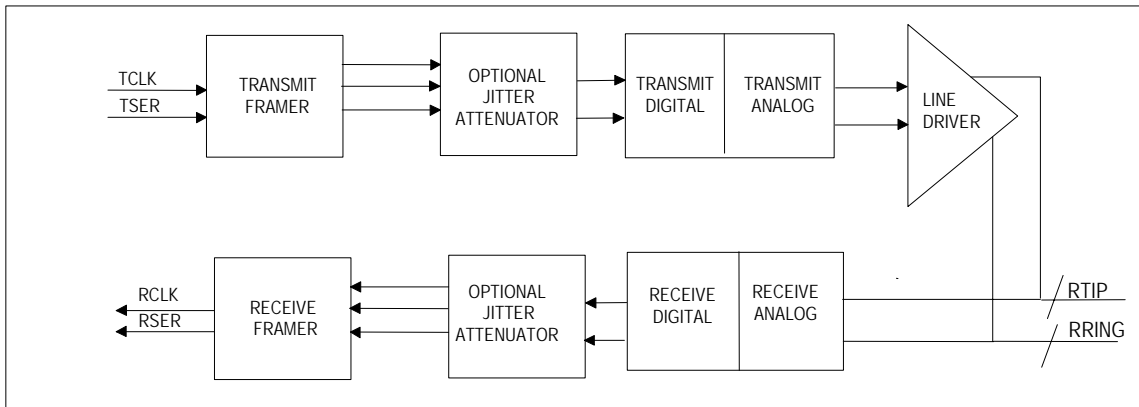 TCLK
TSER
TRANSMIT
FRAMER
OPTIONAL
JITTER
ATTENUATOR
TRANSMIT
DIGITAL
TRANSMIT
ANALOG
LINE
DRIVER
RCLK
RSER
RECEIVE
FRAMER
OPTIONAL
JITTER
ATTENUATOR
RECEIVE
DIGITAL
RECEIVE
ANALOG
RTIP
RRING